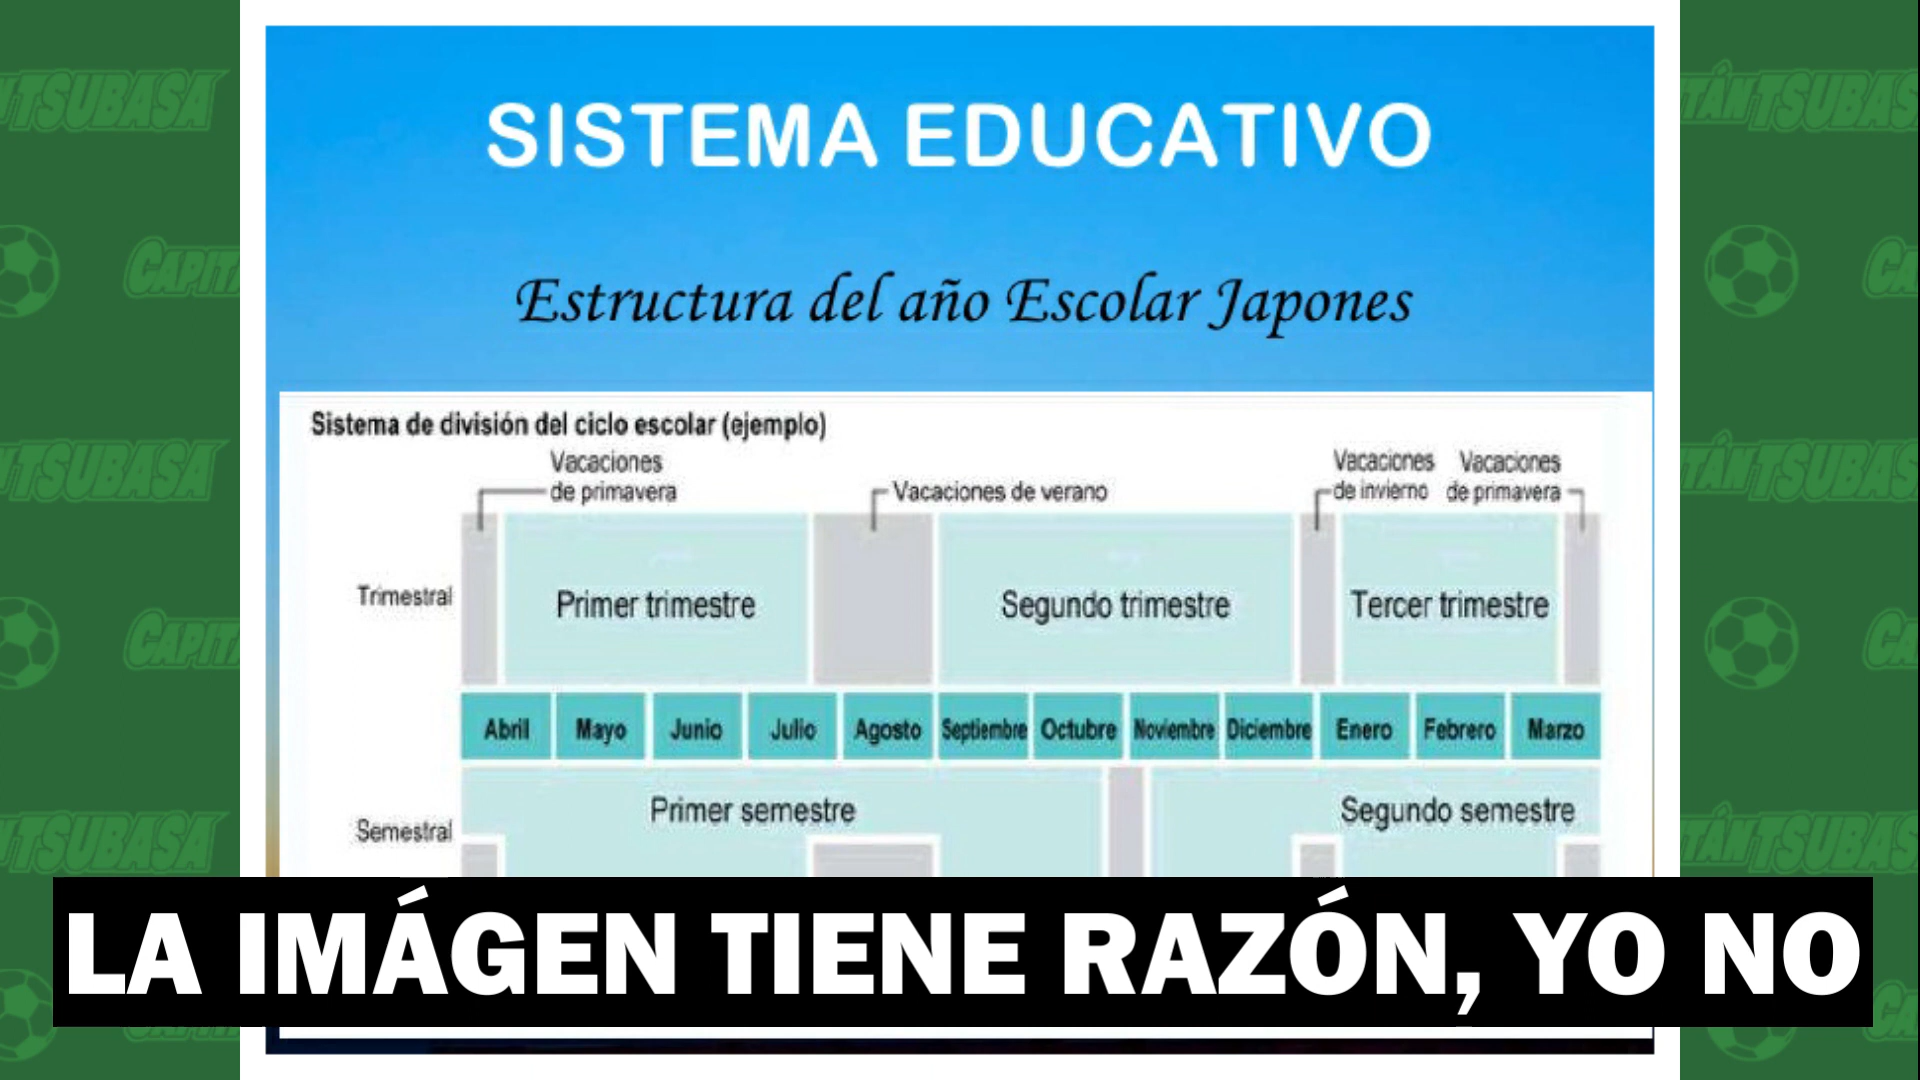 SISTEMA EDUCATIVO
Estructura del año Escolar Japones
Sistema de división del ciclo escolar (ejemplo)
Vacaciones
de primavera
Vacaciones de verano
Vacaciones
de invierno
Vacaciones
de primavera
Trimestral
Primer trimestre
Segundo trimestre
Tercer trimestre
Abril Mayo Junio Julio Agosto Septiembre Octubre Noviembre Diciembre Enero Febrero Marzo
Semestral
Primer semestre
Segundo semestre
LA IMÁGEN TIENE RAZÓN, YO NO